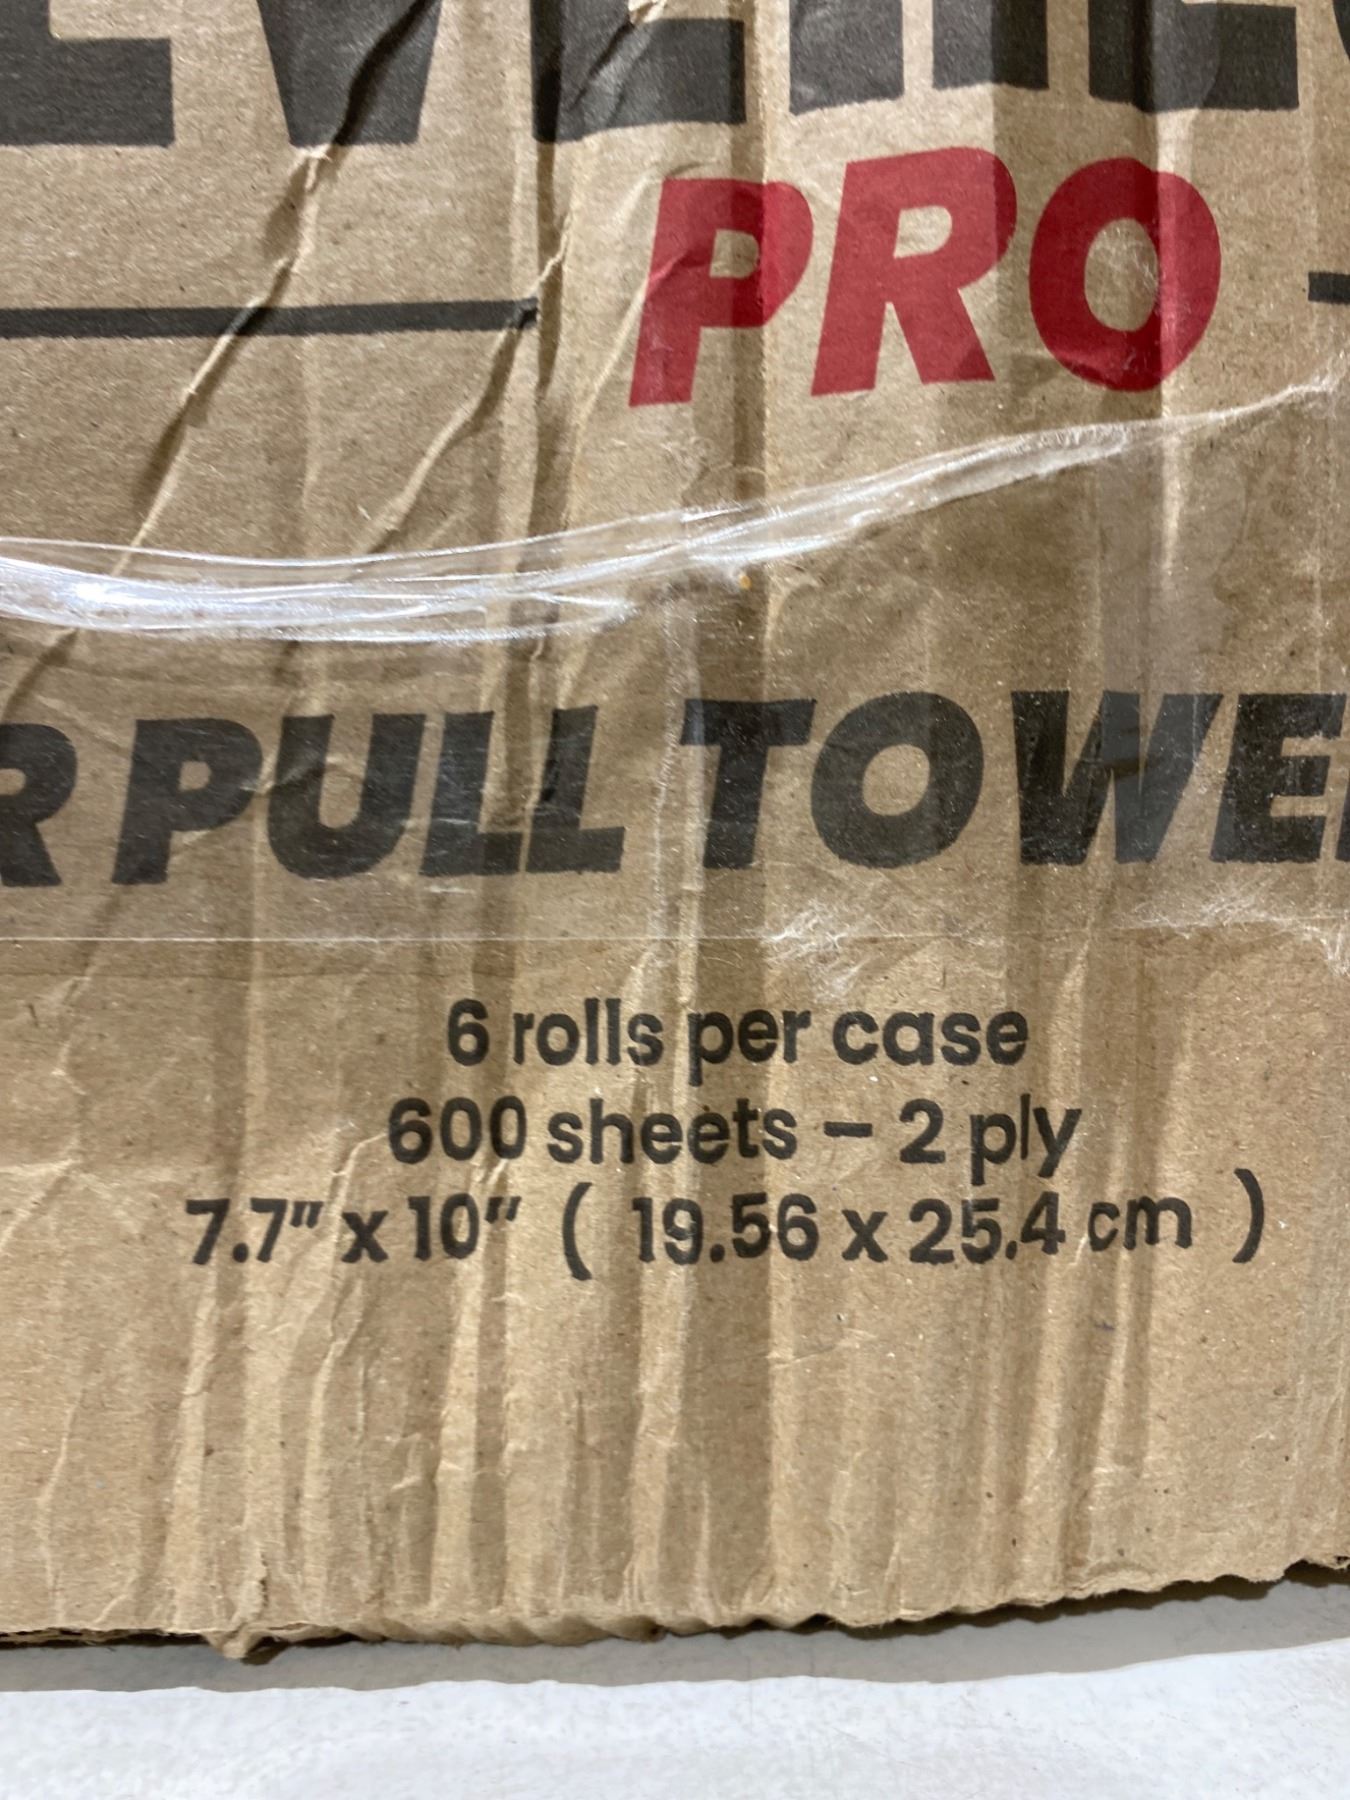 PRO
PULL TOWE
6 rolls per case
600 sheets – 2 ply
7.7" x 10" ( 19.56 x 25.4 cm )